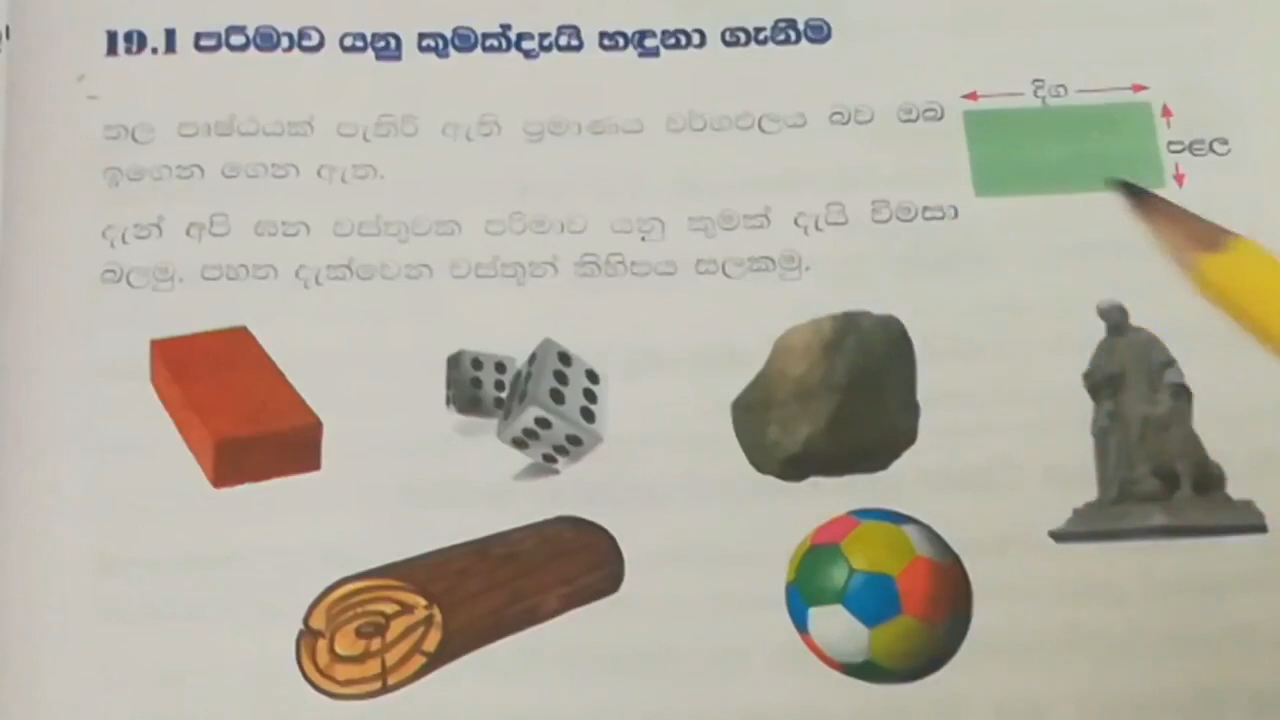 19.1 පරිමාව යනු කුමක්දැයි හඳුනා ගැනීම
දිග
තල පෘෂ්ඨයක් පැතිරී ඇති ප්‍රමාණය වර්ගඵලය බව ඔබ
පළල
ඉගෙන ගෙන ඇත.
දැන් අපි ඝන වස්තුවක පරිමාව යනු කුමක් දැයි විමසා
බලමු. පහත දැක්වෙන වස්තූන් කිහිපය සලකමු.